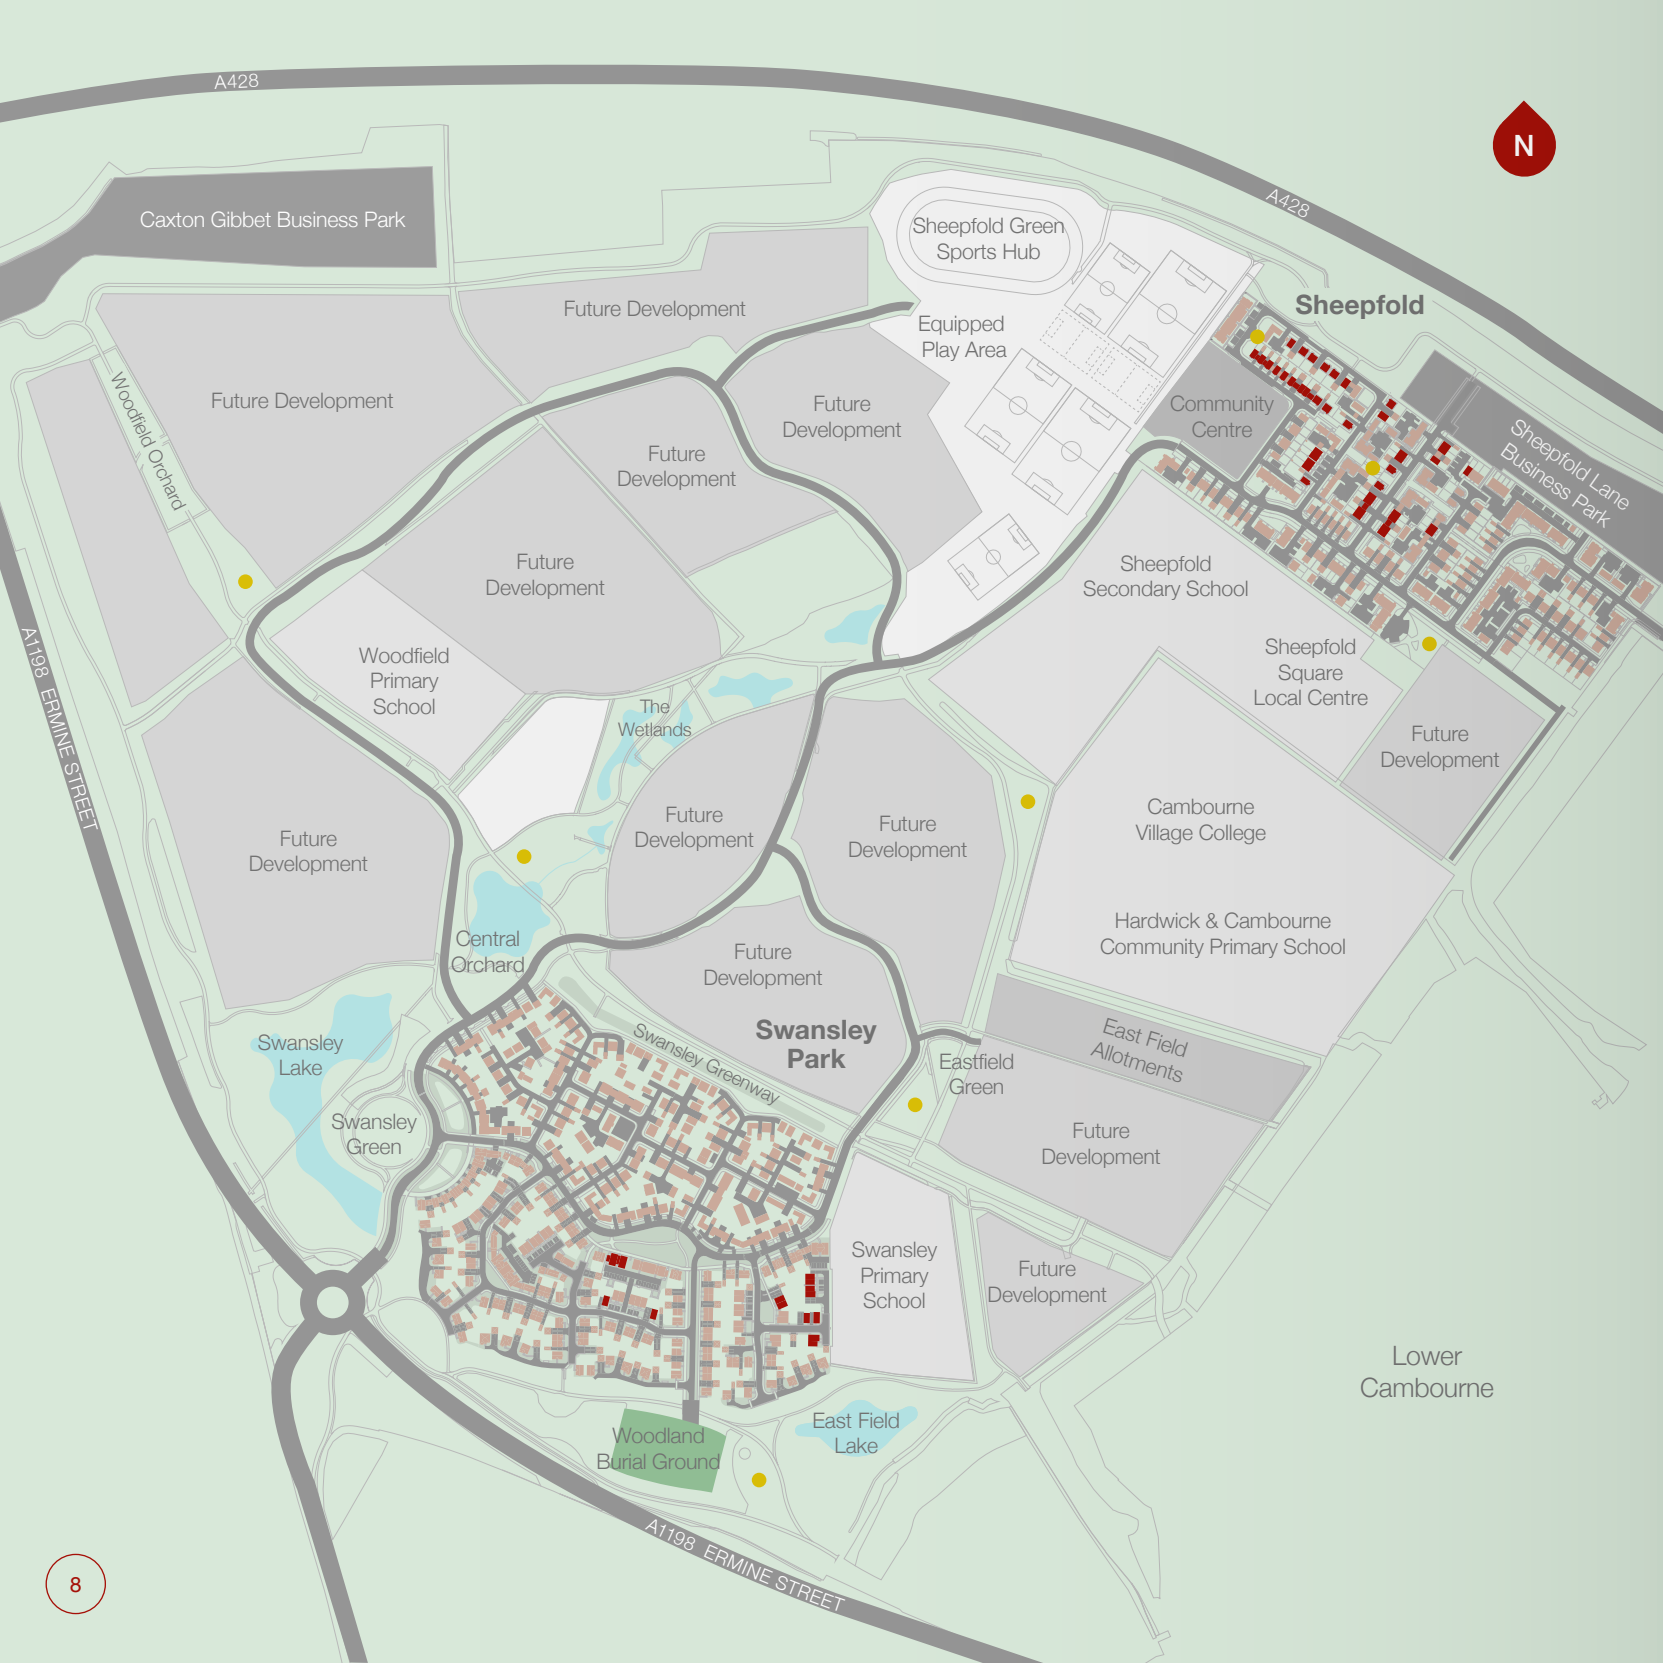 A428
N
Caxton Gibbet Business Park
A428
Sheepfold Green
Sports Hub
Sheepfold
Future Development
Equipped
Play Area
Future Development
Woodfield Orchard
Future
Development
Community
Centre
Sheepfold Lane
Business Park
Future
Development
Future
Development
Sheepfold
Secondary School
A1198 ERMINE STREET
Woodfield
Primary
School
Sheepfold
Square
Local Centre
The
Wetlands
Future
Development
Future
Development
Future
Development
Future
Development
Cambourne
Village College
Hardwick & Cambourne
Community Primary School
Central
Orchard
Future
Development
Swansley
Park
Swansley Greenway
East Field
Allotments
Swansley
Lake
Eastfield
Green
Swansley
Green
Future
Development
Swansley
Primary
School
Future
Development
Lower
Cambourne
East Field
Lake
Woodland
Burial Ground
A1198 ERMINE STREET
8